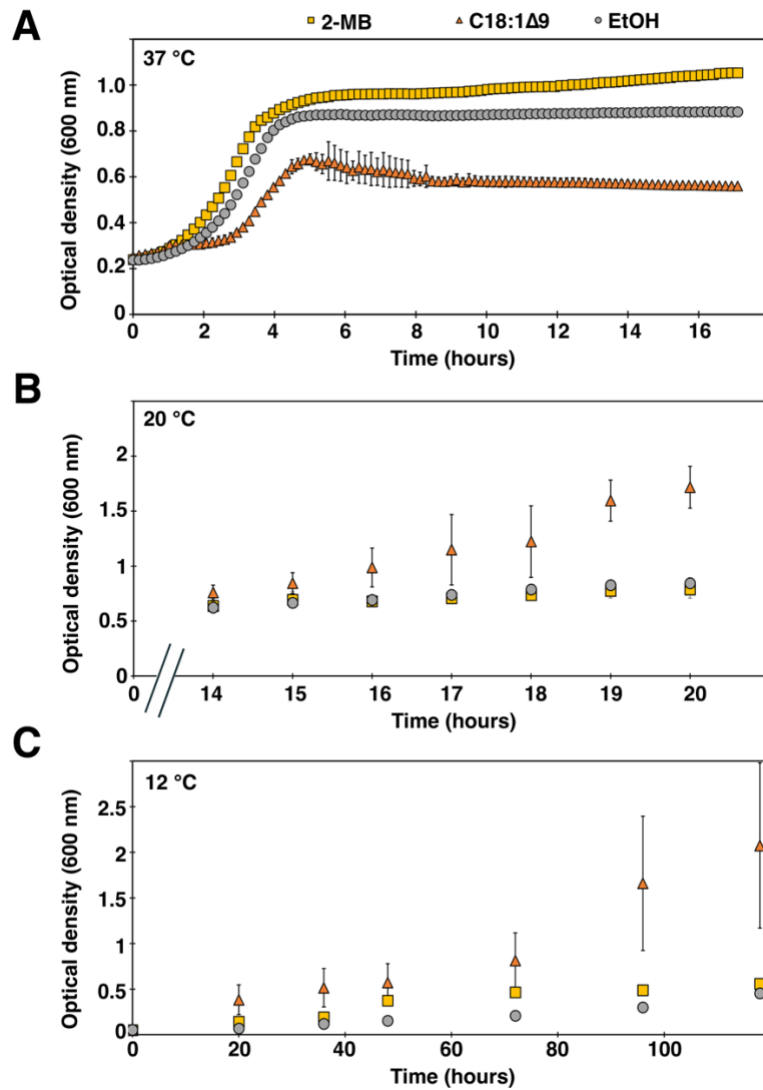 A
2-MB C18:1Δ9 EtOH
37 °C
Optical density (600 nm)
1.0
0.8
0.6
0.4
0.2
0
0 2 4 6 8 10 12 14 16
Time (hours)
B
20 °C
Optical density (600 nm)
2
1.5
1
0.5
0
0 14 15 16 17 18 19 20
Time (hours)
C
12 °C
Optical density (600 nm)
2.5
2
1.5
1
0.5
0
0 20 40 60 80 100
Time (hours)